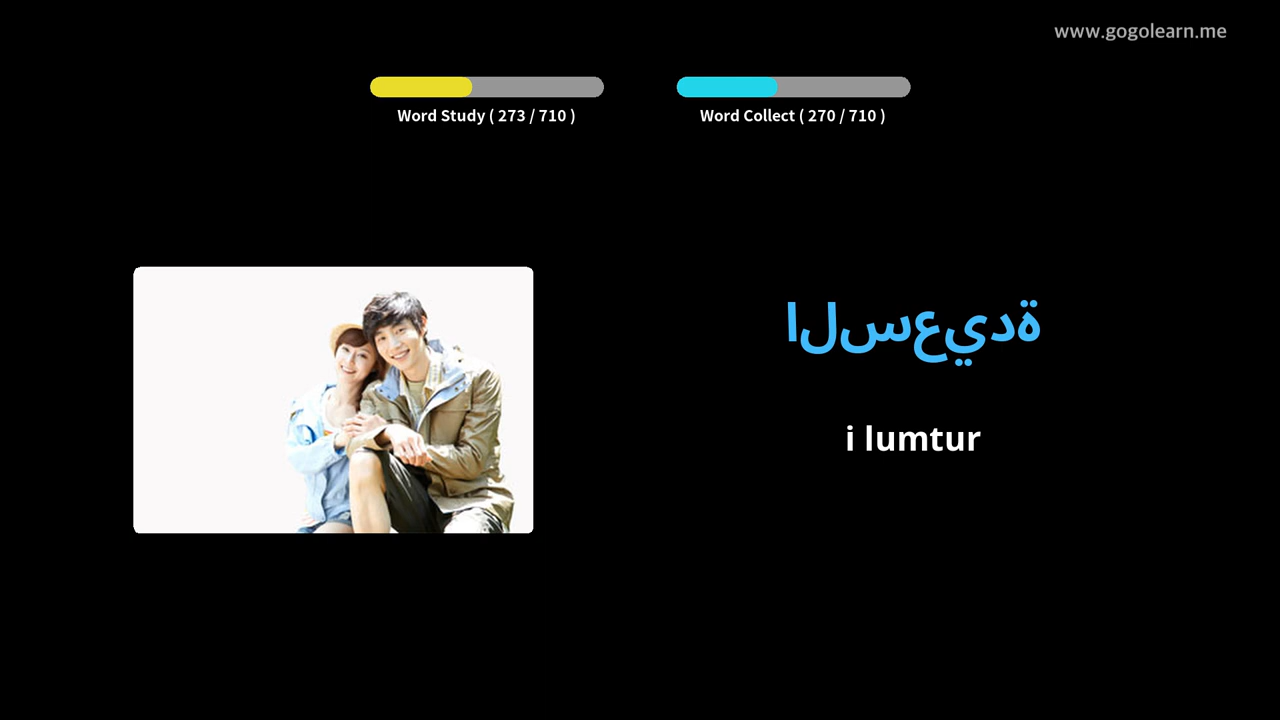 www.gogolearn.me
Word Study ( 273 / 710 )
Word Collect ( 270 / 710 )
السعيدة
i lumtur